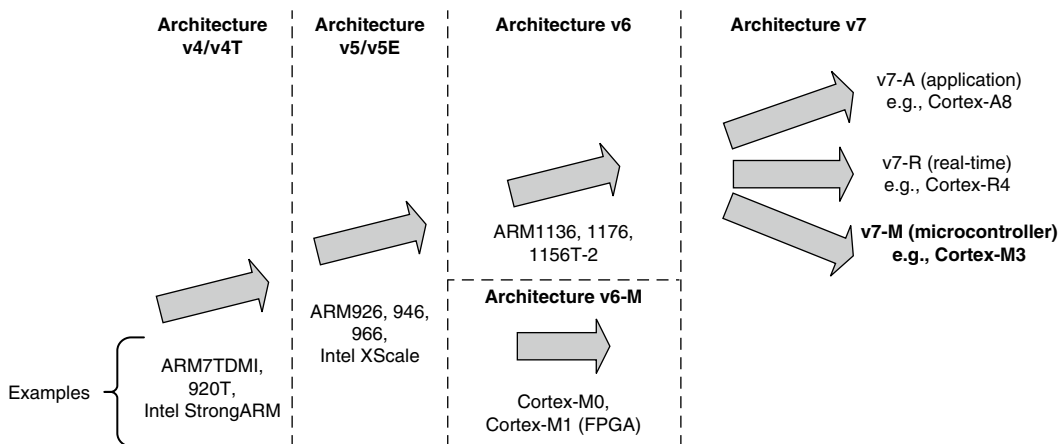 Architecture
v4/v4T
Architecture
v5/v5E
Architecture v6
Architecture v7
v7-A (application)
e.g., Cortex-A8
v7-R (real-time)
e.g., Cortex-R4
v7-M (microcontroller)
e.g., Cortex-M3
ARM1136, 1176,
1156T-2
Architecture v6-M
ARM926, 946,
966,
Intel XScale
Examples
ARM7TDMI,
920T,
Intel StrongARM
Cortex-M0,
Cortex-M1 (FPGA)